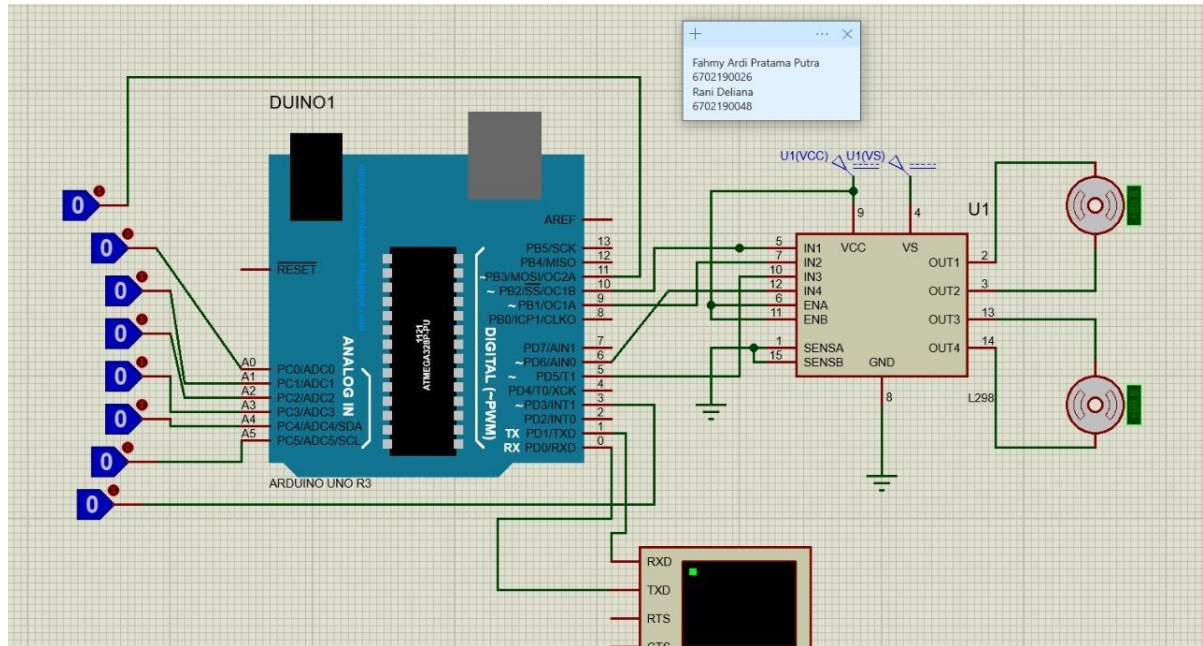 Fahmy Ardi Pratama Putra
6702190026
Rani Deliana
6702190048
DUINO1
0
0
0
0
0
0
0
0
RESET
A0
A1
A2
A3
A4
A5
PC0/ADC0
PC1/ADC1
PC2/ADC2
PC3/ADC3
PC4/ADC4/SDA
PC5/ADC5/SCL
ANALOG IN
1121
ATMEGA328P-PU
DIGITAL (~PWM)
AREF
PB5/SCK 13
PB4/MISO 12
~PB3/MOSI/OC2A 11
~ PB2/SS/OC1B 10
~ PB1/OC1A 9
PB0/ICP1/CLKO 8
PD7/AIN1 7
~ PD6/AIN0 6
~ PD5/T1 5
PD4/T0/XCK 4
~ PD3/INT1 3
PD2/INT0 2
TX PD1/TXD 1
RX PD0/RXD 0
ARDUINO UNO R3
U1(VCC)
U1(VS)
U1
9
4
VCC
VS
5 IN1
7 IN2
10 IN3
12 IN4
6 ENA
11 ENB
1 SENSA
15 SENSB
OUT1 2
OUT2 3
OUT3 13
OUT4 14
GND
8
L298
RXD
TXD
RTS
CTS